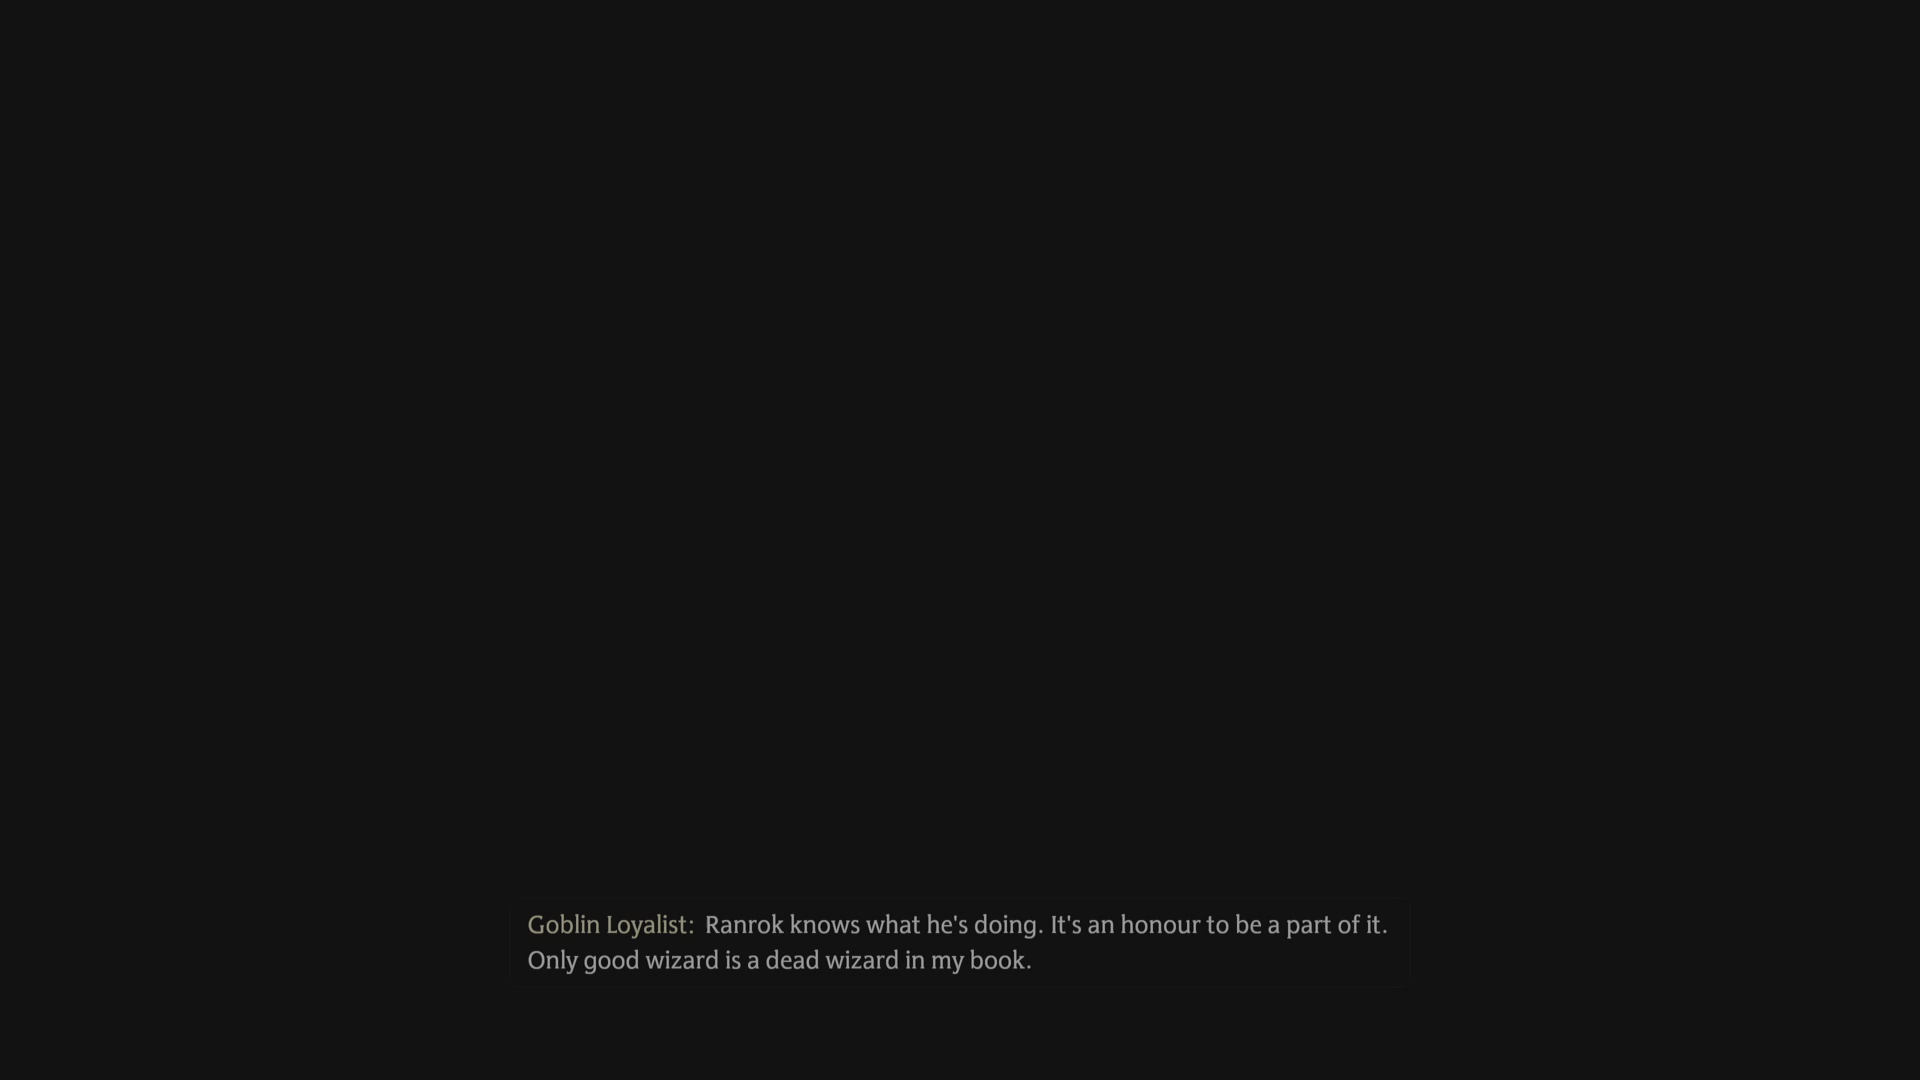 Goblin Loyalist: Ranrok knows what he's doing. It's an honour to be a part of it.
Only good wizard is a dead wizard in my book.